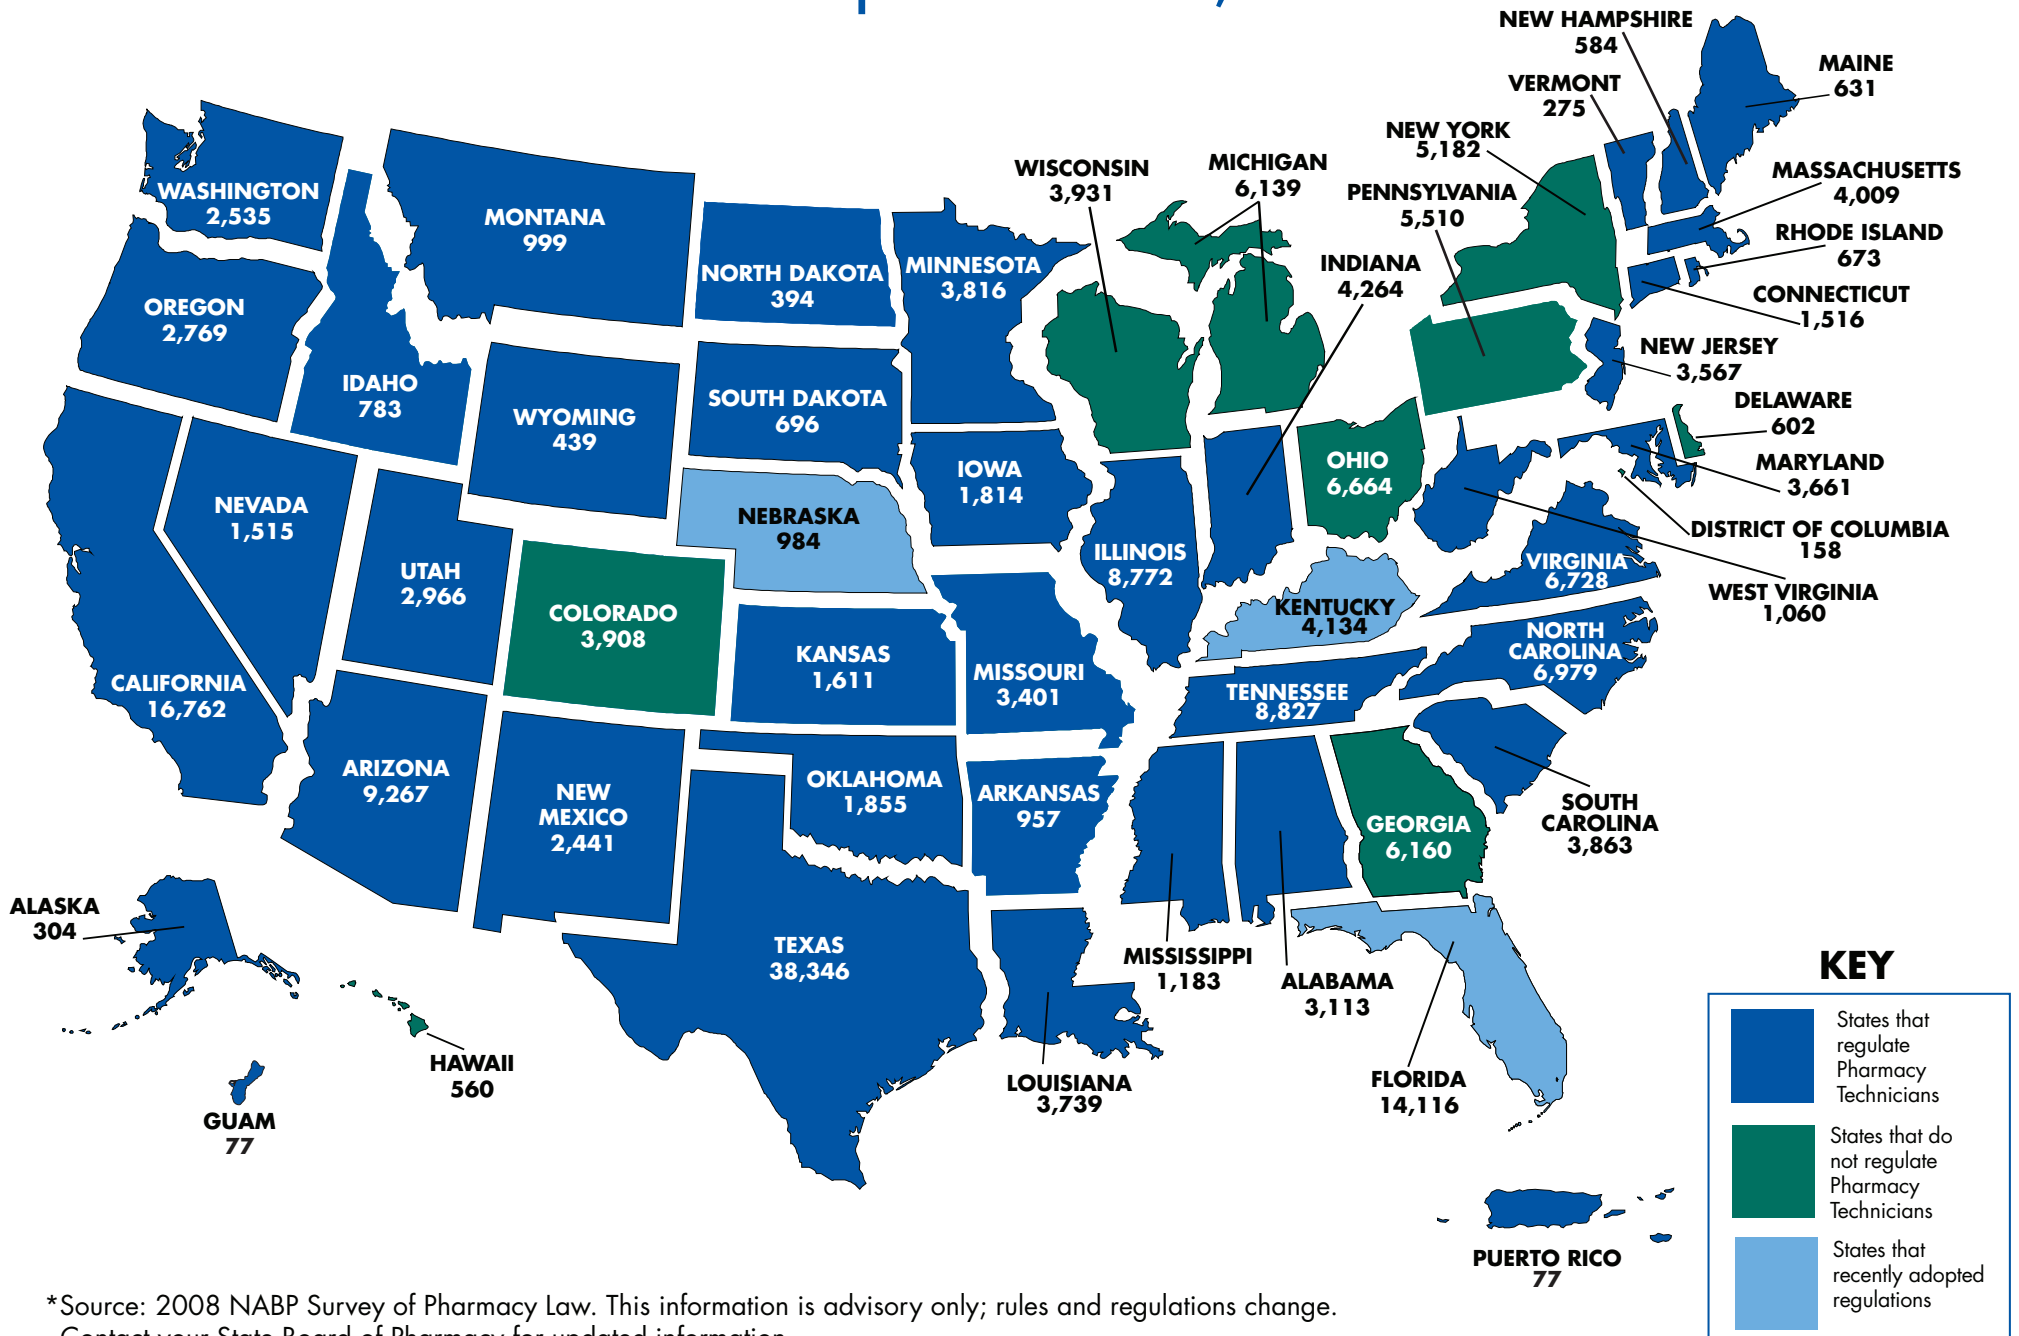 NEW HAMPSHIRE
584
MAINE
631
VERMONT
275
NEW YORK
5,182
WISCONSIN
3,931
MICHIGAN
6,139
PENNSYLVANIA
5,510
MASSACHUSETTS
4,009
RHODE ISLAND
673
INDIANA
4,264
CONNECTICUT
1,516
NEW JERSEY
3,567
DELAWARE
602
MARYLAND
3,661
DISTRICT OF COLUMBIA
158
WEST VIRGINIA
1,060
WASHINGTON
2,535
MONTANA
999
NORTH DAKOTA
394
MINNESOTA
3,816
OREGON
2,769
IDAHO
783
WYOMING
439
SOUTH DAKOTA
696
IOWA
1,814
OHIO
6,664
NEVADA
1,515
NEBRASKA
984
ILLINOIS
8,772
VIRGINIA
6,728
UTAH
2,966
COLORADO
3,908
KENTUCKY
4,134
KANSAS
1,611
MISSOURI
3,401
NORTH
CAROLINA
6,979
CALIFORNIA
16,762
TENNESSEE
8,827
ARIZONA
9,267
NEW
MEXICO
2,441
OKLAHOMA
1,855
ARKANSAS
957
GEORGIA
6,160
SOUTH
CAROLINA
3,863
ALASKA
304
TEXAS
38,346
MISSISSIPPI
1,183
ALABAMA
3,113
HAWAII
560
LOUISIANA
3,739
FLORIDA
14,116
GUAM
77
PUERTO RICO
77
KEY
States that
regulate
Pharmacy
Technicians
States that do
not regulate
Pharmacy
Technicians
States that
recently adopted
regulations
*Source: 2008 NABP Survey of Pharmacy Law. This information is advisory only; rules and regulations change.
Contact your State Board of Pharmacy for updated information